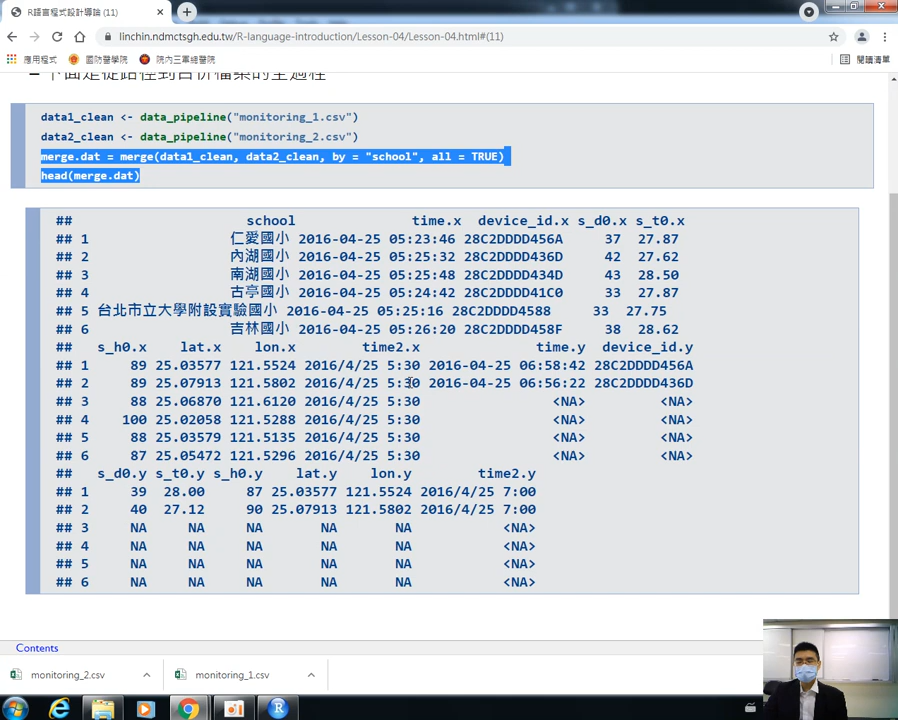 R語言程式設計導論 (11)
linchin.ndmctsgh.edu.tw/R-language-introduction/Lesson-04/Lesson-04.html#(11)
應用程式 國防醫學院 院內三軍總醫院 閱讀清單
– 下面是從路徑到合併檔案的全過程
data1_clean <- data_pipeline("monitoring_1.csv")
data2_clean <- data_pipeline("monitoring_2.csv")
merge.dat = merge(data1_clean, data2_clean, by = "school", all = TRUE)
head(merge.dat)
## school time.x device_id.x s_d0.x s_t0.x
## 1 仁愛國小 2016-04-25 05:23:46 28C2DDDD456A 37 27.87
## 2 內湖國小 2016-04-25 05:25:32 28C2DDDD436D 42 27.62
## 3 南湖國小 2016-04-25 05:25:48 28C2DDDD434D 43 28.50
## 4 古亭國小 2016-04-25 05:24:42 28C2DDDD41C0 33 27.87
## 5 台北市立大學附設實驗國小 2016-04-25 05:25:16 28C2DDDD4588 33 27.75
## 6 吉林國小 2016-04-25 05:26:20 28C2DDDD458F 38 28.62
## s_h0.x lat.x lon.x time2.x time.y device_id.y
## 1 89 25.03577 121.5524 2016/4/25 5:30 2016-04-25 06:58:42 28C2DDDD456A
## 2 89 25.07913 121.5802 2016/4/25 5:30 2016-04-25 06:56:22 28C2DDDD436D
## 3 88 25.06870 121.6120 2016/4/25 5:30 <NA> <NA>
## 4 100 25.02058 121.5288 2016/4/25 5:30 <NA> <NA>
## 5 88 25.03579 121.5135 2016/4/25 5:30 <NA> <NA>
## 6 87 25.05472 121.5296 2016/4/25 5:30 <NA> <NA>
## s_d0.y s_t0.y s_h0.y lat.y lon.y time2.y
## 1 39 28.00 87 25.03577 121.5524 2016/4/25 7:00
## 2 40 27.12 90 25.07913 121.5802 2016/4/25 7:00
## 3 NA NA NA NA NA <NA>
## 4 NA NA NA NA NA <NA>
## 5 NA NA NA NA NA <NA>
## 6 NA NA NA NA NA <NA>
Contents
monitoring_2.csv monitoring_1.csv